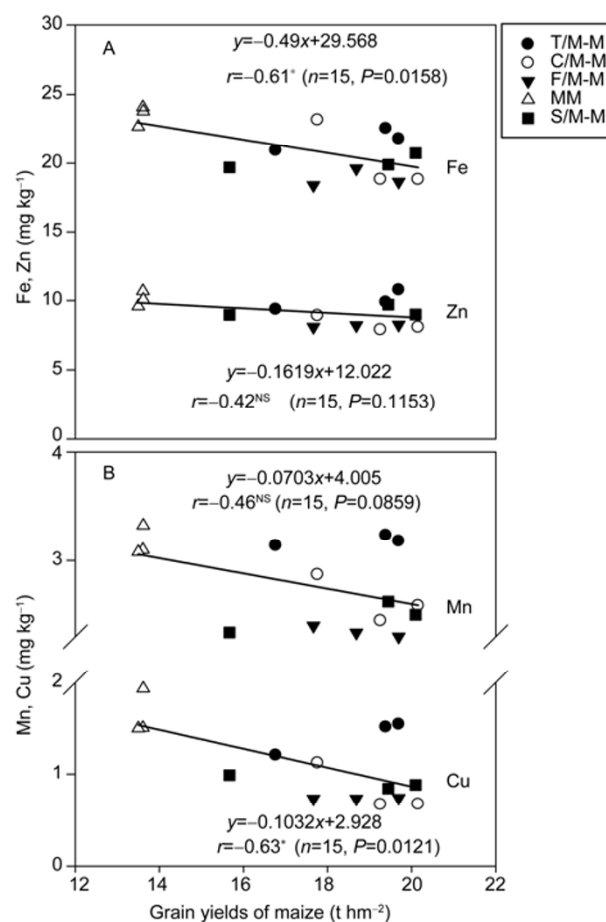 A
y=−0.49x+29.568
r=−0.61* (n=15, P=0.0158)
T/M-M
C/M-M
F/M-M
MM
S/M-M
30
25
20
15
10
5
0
Fe, Zn (mg kg⁻¹)
Fe
Zn
y=−0.1619x+12.022
r=−0.42ᴺˢ (n=15, P=0.1153)
B
y=−0.0703x+4.005
r=−0.46ᴺˢ (n=15, P=0.0859)
4
3
2
1
0
Mn, Cu (mg kg⁻¹)
Mn
Cu
y=−0.1032x+2.928
r=−0.63* (n=15, P=0.0121)
12 14 16 18 20 22
Grain yields of maize (t hm⁻²)